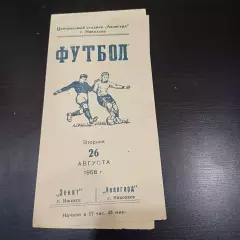 Центральный стадион "Авангард"
г. Николаев
ФУТБОЛ
Вторник
26
АВГУСТА
1958 г.
"Зенит" "Авангард"
г. Ижевск г. Николаев
Начало в 17 час. 45 мин.